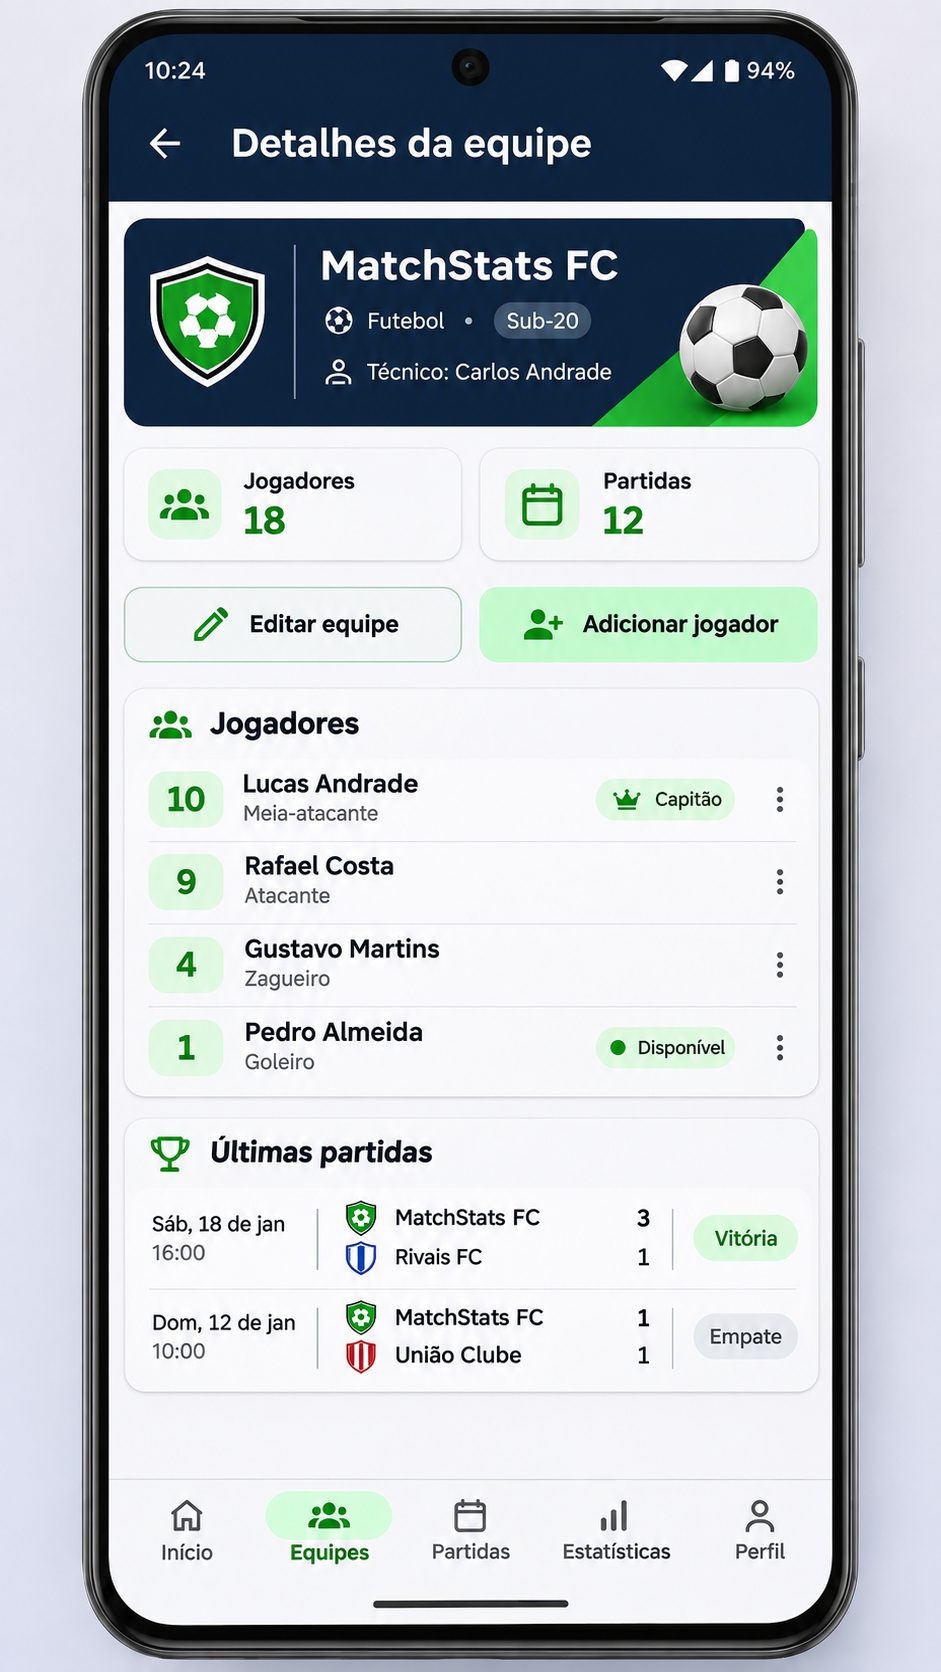 10:24
94%
Detalhes da equipe
MatchStats FC
Futebol • Sub-20
Técnico: Carlos Andrade
Jogadores
18
Partidas
12
Editar equipe
Adicionar jogador
Jogadores
10
Lucas Andrade
Meia-atacante
Capitão
9
Rafael Costa
Atacante
4
Gustavo Martins
Zagueiro
1
Pedro Almeida
Goleiro
Disponível
Últimas partidas
Sáb, 18 de jan
16:00
MatchStats FC 3
Rivais FC 1
Vitória
Dom, 12 de jan
10:00
MatchStats FC 1
União Clube 1
Empate
Início
Equipes
Partidas
Estatísticas
Perfil